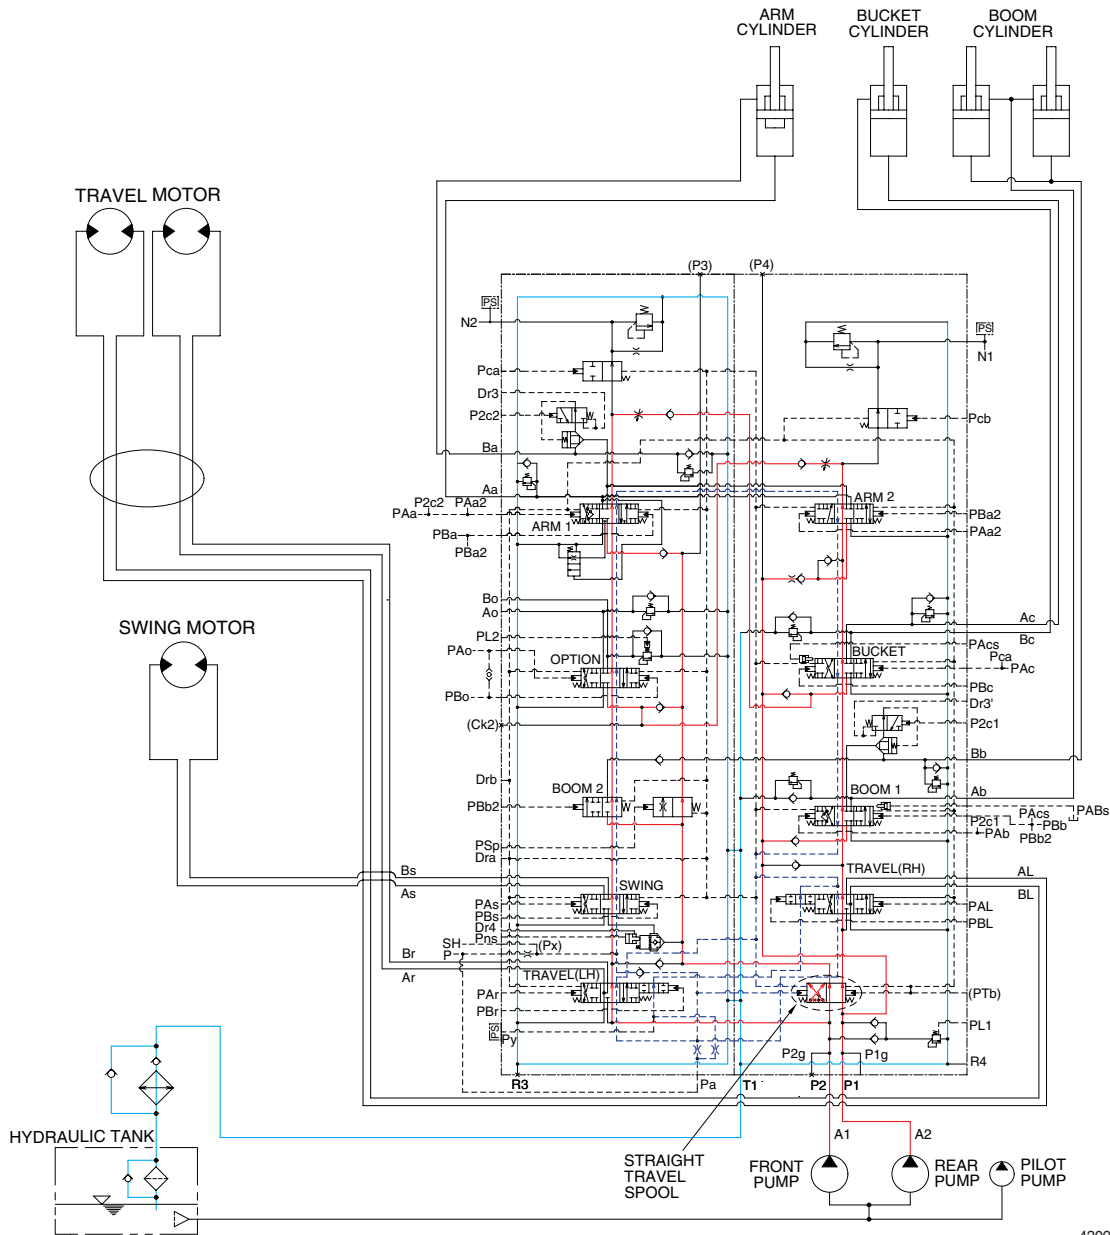 ARM
CYLINDER
BUCKET
CYLINDER
BOOM
CYLINDER
TRAVEL MOTOR
(P3)
(P4)
PS
N2
PS
N1
Pca
Dr3
P2c2
Pcb
Ba
Aa
P2c2
PAa2
PAa
ARM 1
PBa
PBa2
ARM 2
PBa2
PAa2
Bo
Ao
PL2
PAo
OPTION
PBo
(Ck2)
Ac
Bc
PAcs
Pca
PAc
BUCKET
PBc
Dr3'
P2c1
Bb
SWING MOTOR
Drb
BOOM 2
PBb2
PSp
Dra
Ab
BOOM 1
PABs
PAcs
P2c1
PBb
PAb
PBb2
Bs
As
SWING
PAs
PBs
Dr4
Pns
SH
P
(Px)
Br
Ar
TRAVEL(LH)
PAr
PBr
PS
Py
TRAVEL(RH)
AL
BL
PAL
PBL
(PTb)
PL1
P2g
P1g
R4
R3
Pa
T1
P2
P1
HYDRAULIC TANK
A1
A2
STRAIGHT
TRAVEL
SPOOL
FRONT
PUMP
REAR
PUMP
PILOT
PUMP